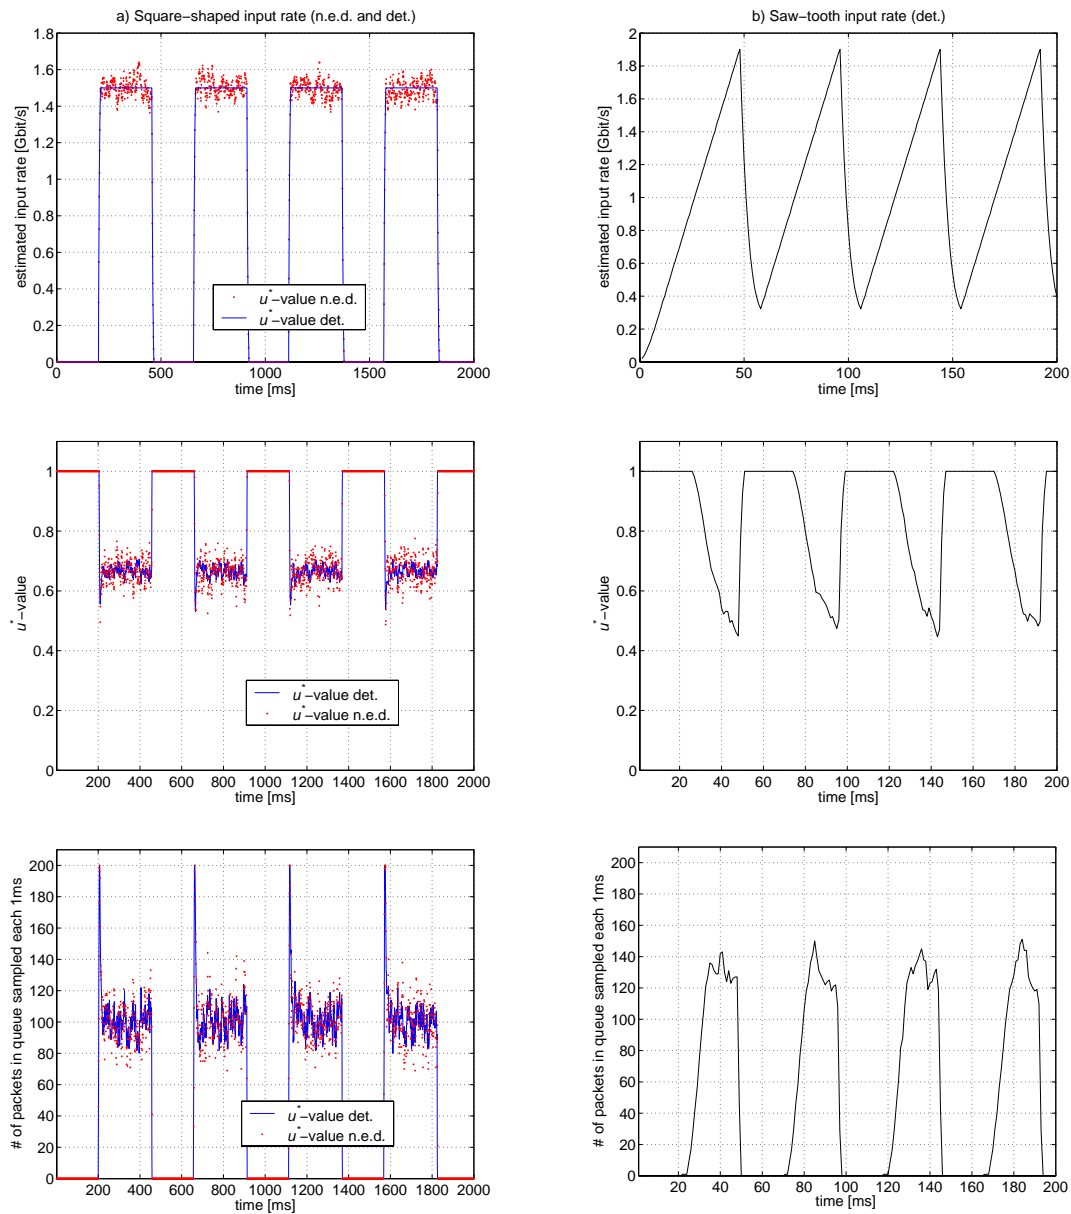 a) Square−shaped input rate (n.e.d. and det.)
1.8
1.6
1.4
1.2
1
0.8
0.6
0.4
0.2
0
estimated input rate [Gbit/s]
u*−value n.e.d.
u*−value det.
0 500 1000 1500 2000
time [ms]
b) Saw−tooth input rate (det.)
2
1.8
1.6
1.4
1.2
1
0.8
0.6
0.4
0.2
0
estimated input rate [Gbit/s]
0 50 100 150 200
time [ms]
1
0.8
0.6
0.4
0.2
0
u*−value
u*−value det.
u*−value n.e.d.
200 400 600 800 1000 1200 1400 1600 1800 2000
time [ms]
1
0.8
0.6
0.4
0.2
0
u*−value
20 40 60 80 100 120 140 160 180 200
time [ms]
200
180
160
140
120
100
80
60
40
20
0
# of packets in queue sampled each 1ms
u*−value det.
u*−value n.e.d.
200 400 600 800 1000 1200 1400 1600 1800 2000
time [ms]
200
180
160
140
120
100
80
60
40
20
0
# of packets in queue sampled each 1ms
20 40 60 80 100 120 140 160 180 200
time [ms]